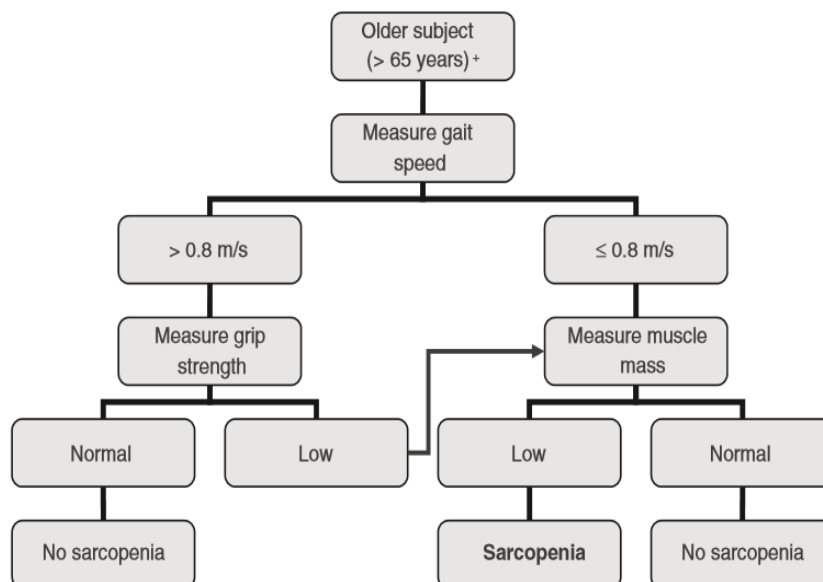 Older subject
(> 65 years) +
Measure gait
speed
> 0.8 m/s
≤ 0.8 m/s
Measure grip
strength
Measure muscle
mass
Normal
Low
Low
Normal
No sarcopenia
Sarcopenia
No sarcopenia